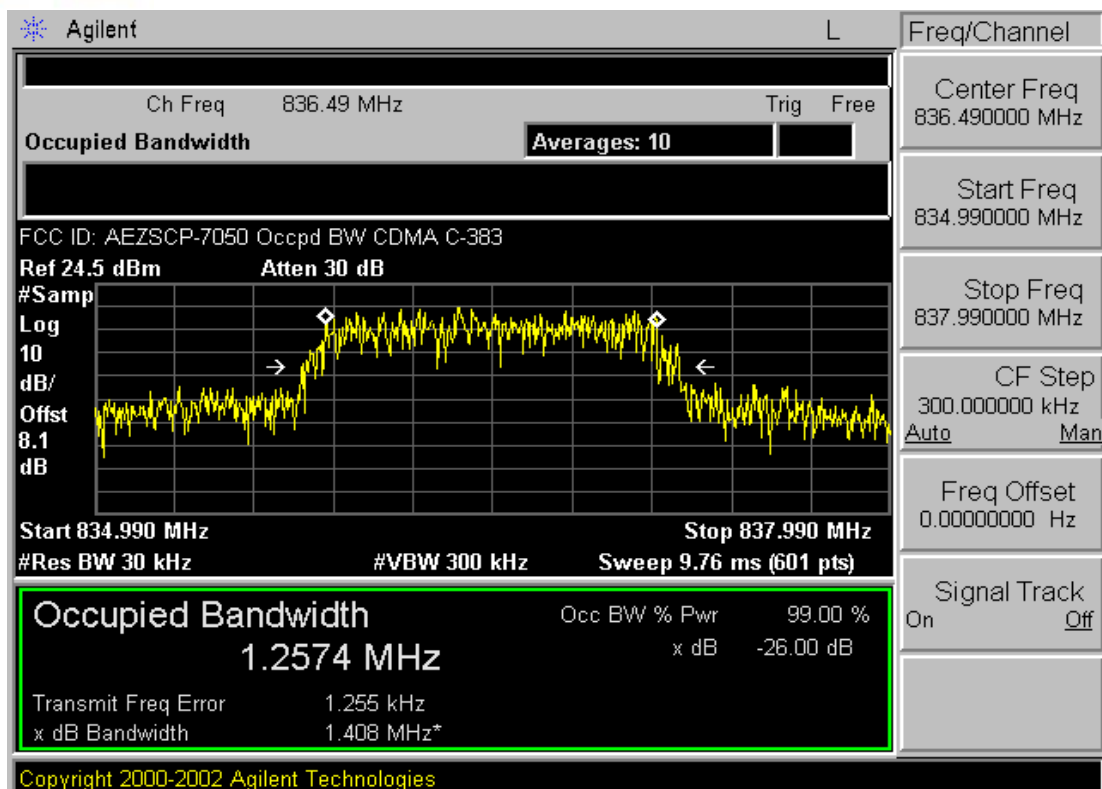 Agilent L Freq/Channel
Ch Freq 836.49 MHz Trig Free
Occupied Bandwidth Averages: 10
FCC ID: AEZSCP-7050 Occpd BW CDMA C-383
Ref 24.5 dBm Atten 30 dB
#Samp
Log
10
dB/
Offst
8.1
dB
Start 834.990 MHz Stop 837.990 MHz
#Res BW 30 kHz #VBW 300 kHz Sweep 9.76 ms (601 pts)
Occupied Bandwidth Occ BW % Pwr 99.00 %
1.2574 MHz x dB -26.00 dB
Transmit Freq Error 1.255 kHz
x dB Bandwidth 1.408 MHz*
Copyright 2000-2002 Agilent Technologies
Center Freq
836.490000 MHz
Start Freq
834.990000 MHz
Stop Freq
837.990000 MHz
CF Step
300.000000 kHz
Auto Man
Freq Offset
0.00000000 Hz
Signal Track
On Off